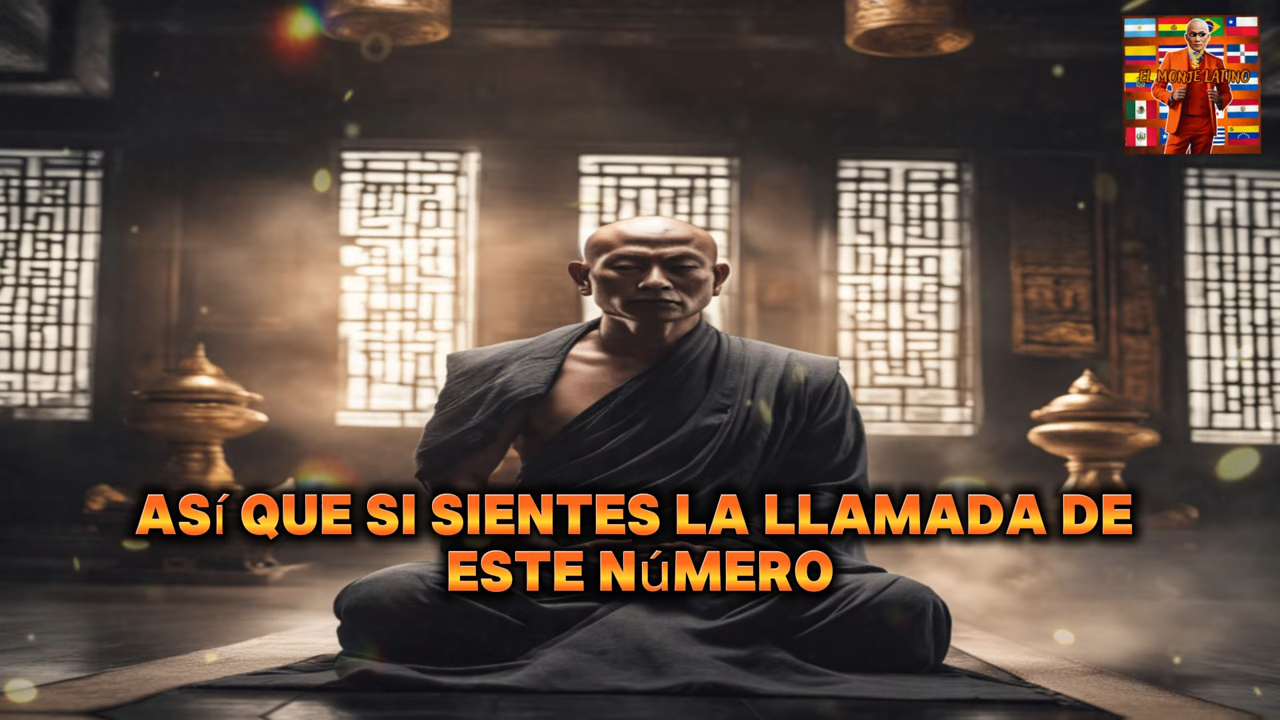 EL MONJE LATINO
ASí QUE SI SIENTES LA LLAMADA DE
ESTE NúMERO